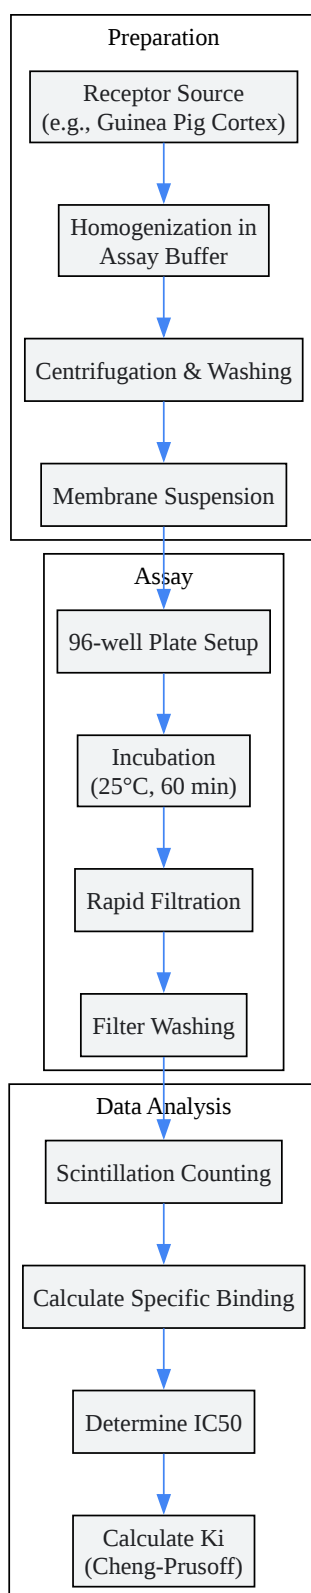 Preparation
Receptor Source
(e.g., Guinea Pig Cortex)
Homogenization in
Assay Buffer
Centrifugation & Washing
Membrane Suspension
Assay
96-well Plate Setup
Incubation
(25°C, 60 min)
Rapid Filtration
Filter Washing
Data Analysis
Scintillation Counting
Calculate Specific Binding
Determine IC50
Calculate Ki
(Cheng-Prusoff)